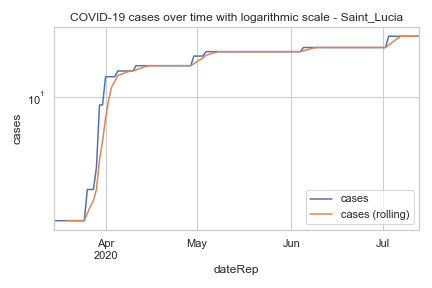 COVID-19 cases over time with logarithmic scale - Saint_Lucia
cases
10¹
cases
cases (rolling)
Apr
2020
May
Jun
Jul
dateRep